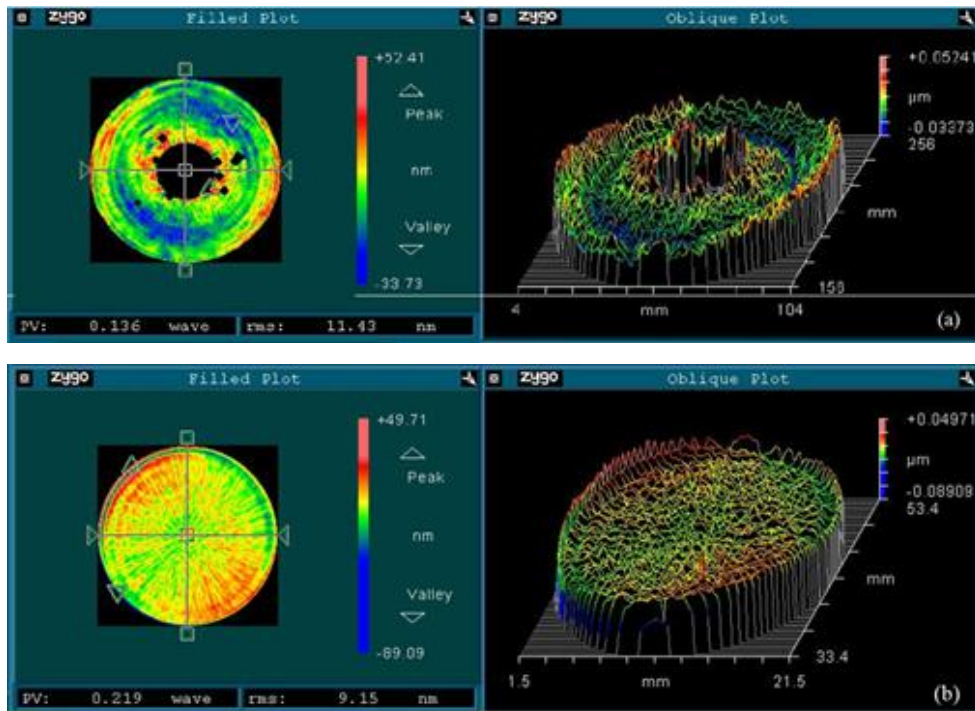 zygo Filled Plot
+52.41
Peak
nm
Valley
-33.73
PV: 0.136 wave rms: 11.43 nm
zygo Oblique Plot
+0.05241
µm
-0.03373
256
mm
156
4 mm 104
(a)
zygo Filled Plot
+49.71
Peak
nm
Valley
-89.09
PV: 0.219 wave rms: 9.15 nm
zygo Oblique Plot
+0.04971
µm
-0.08909
53.4
mm
33.4
1.5 mm 21.5
(b)